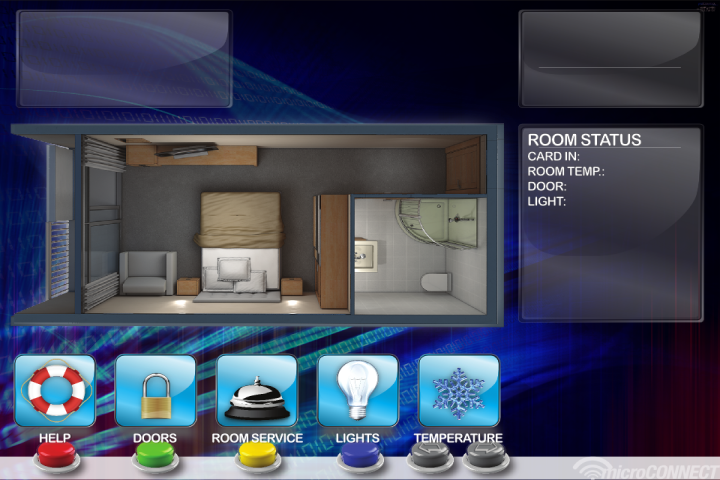 ROOM STATUS
CARD IN:
ROOM TEMP.:
DOOR:
LIGHT:
HELP
DOORS
ROOM SERVICE
LIGHTS
TEMPERATURE
microCONNECT